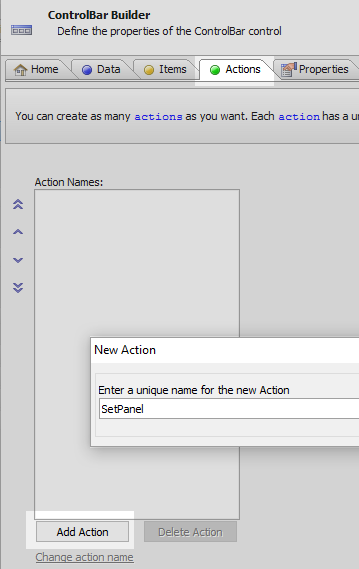 ControlBar Builder
Define the properties of the ControlBar control
Home Data Items Actions Properties
You can create as many actions as you want. Each action has a
Action Names:
New Action
Enter a unique name for the new Action
SetPanel
Add Action Delete Action
Change action name